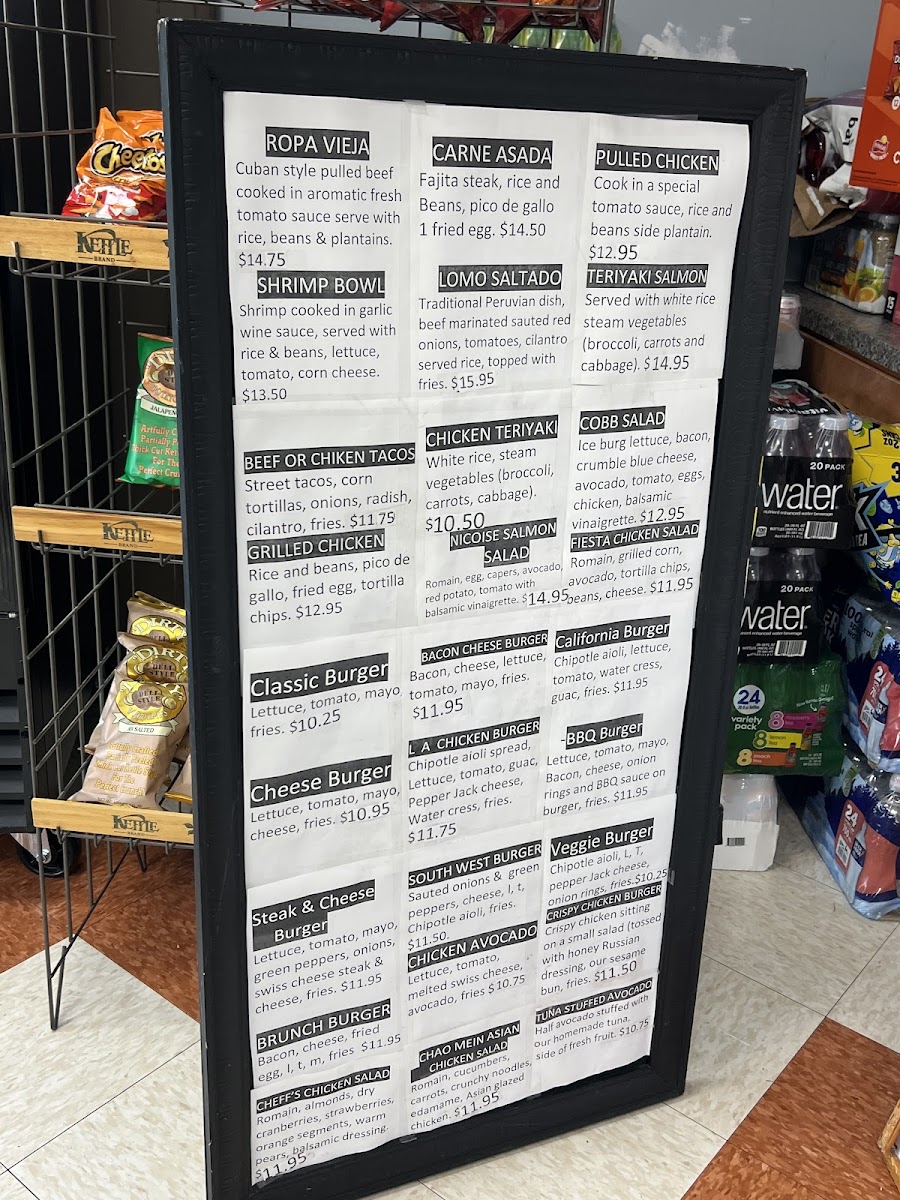 ROPA VIEJA
Cuban style pulled beef
cooked in aromatic fresh
tomato sauce serve with
rice, beans & plantains.
$14.75
SHRIMP BOWL
Shrimp cooked in garlic
wine sauce, served with
rice & beans, lettuce,
tomato, corn cheese.
$13.50
CARNE ASADA
Fajita steak, rice and
Beans, pico de gallo
1 fried egg. $14.50
LOMO SALTADO
Traditional Peruvian dish,
beef marinated sauted red
onions, tomatoes, cilantro
served rice, topped with
fries. $15.95
PULLED CHICKEN
Cook in a special
tomato sauce, rice and
beans side plantain.
$12.95
TERIYAKI SALMON
Served with white rice
steam vegetables
(broccoli, carrots and
cabbage). $14.95
BEEF OR CHIKEN TACOS
Street tacos, corn
tortillas, onions, radish,
cilantro, fries. $11.75
GRILLED CHICKEN
Rice and beans, pico de
gallo, fried egg, tortilla
chips. $12.95
CHICKEN TERIYAKI
White rice, steam
vegetables (broccoli,
carrots, cabbage).
$10.50
NICOISE SALMON
SALAD
Romain, egg, capers, avocado,
red potato, tomato with
balsamic vinaigrette. $14.95
COBB SALAD
Ice burg lettuce, bacon,
crumble blue cheese,
avocado, tomato, eggs,
chicken, balsamic
vinaigrette. $12.95
FIESTA CHICKEN SALAD
Romain, grilled corn,
avocado, tortilla chips,
beans, cheese. $11.95
Classic Burger
Lettuce, tomato, mayo,
fries. $10.25
Cheese Burger
Lettuce, tomato, mayo,
cheese, fries. $10.95
BACON CHEESE BURGER
Bacon, cheese, lettuce,
tomato, mayo, fries.
$11.95
L A CHICKEN BURGER
Chipotle aioli spread,
Lettuce, tomato, guac,
Pepper Jack cheese,
Water cress, fries.
$11.75
California Burger
Chipotle aioli, lettuce,
tomato, water cress,
guac, fries. $11.95
-BBQ Burger
Lettuce, tomato, mayo,
Bacon, cheese, onion
rings and BBQ sauce on
burger, fries. $11.95
Steak & Cheese
Burger
Lettuce, tomato, mayo,
green peppers, onions,
swiss cheese steak &
cheese, fries. $11.95
BRUNCH BURGER
Bacon, cheese, fried
egg, l, t, m, fries $11.95
SOUTH WEST BURGER
Sauted onions & green
peppers, cheese, l, t,
Chipotle aioli, fries.
$11.50.
CHICKEN AVOCADO
Lettuce, tomato,
melted swiss cheese,
avocado, fries $10.75
Veggie Burger
Chipotle aioli, L, T,
pepper Jack cheese,
onion rings, fries.$10.25
CRISPY CHICKEN BURGER
Crispy chicken sitting
on a small salad (tossed
with honey Russian
dressing, our sesame
bun, fries. $11.50
TUNA STUFFED AVOCADO
Half avocado stuffed with
our homemade tuna,
side of fresh fruit. $10.75
CHEFF'S CHICKEN SALAD
Romain, almonds, dry
cranberries, strawberries,
orange segments, warm
pears, balsamic dressing.
$11.95
CHAO MEIN ASIAN
CHICKEN SALAD
Romain, cucumbers,
carrots, crunchy noodles,
edamame, Asian glazed
chicken. $11.95
Cheetos
KETTLE
BRAND
JALAPEÑO
KETTLE
BRAND
DIRTY
KETTLE
BRAND
20 PACK
water
nutrient enhanced water beverage
20 PACK
water
nutrient enhanced water beverage
24
variety
pack
8
8
8
24